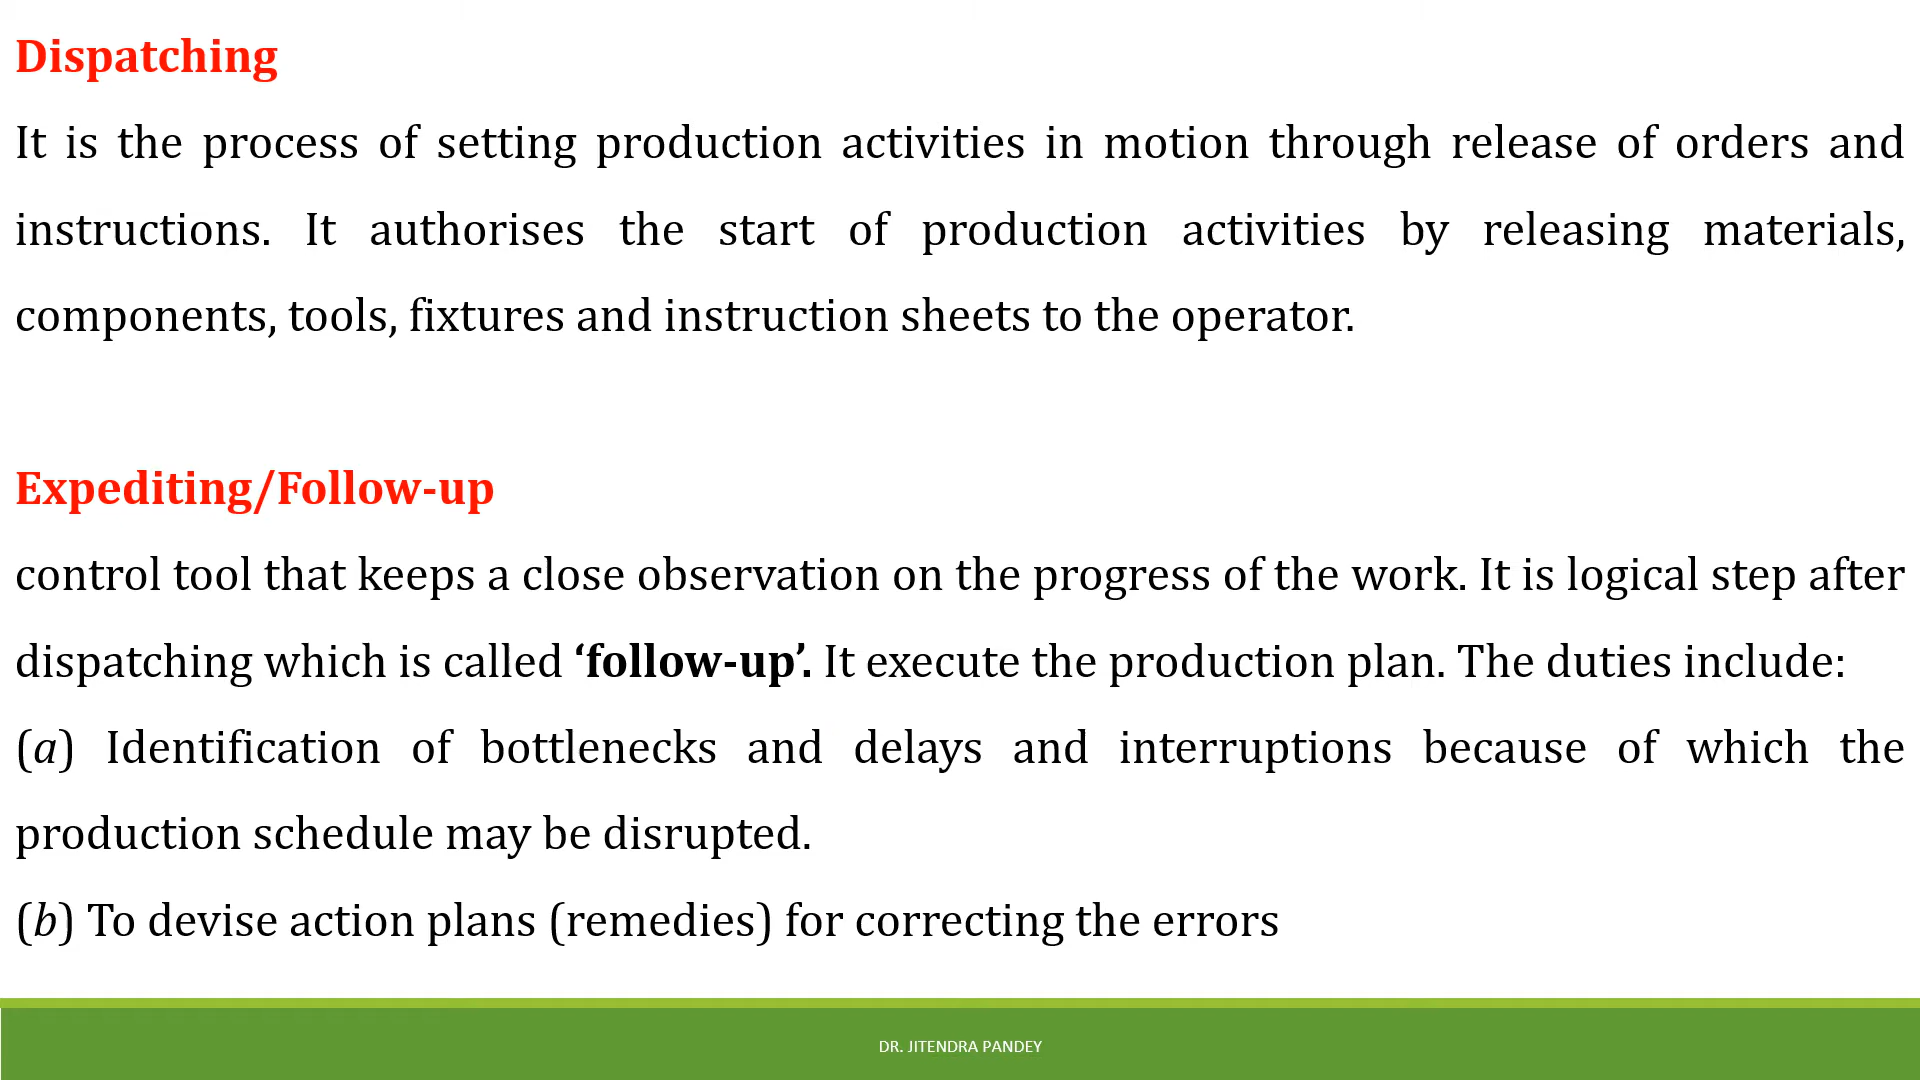 Dispatching
It is the process of setting production activities in motion through release of orders and
instructions. It authorises the start of production activities by releasing materials,
components, tools, fixtures and instruction sheets to the operator.
Expediting/Follow-up
control tool that keeps a close observation on the progress of the work. It is logical step after
dispatching which is called ‘follow-up’. It execute the production plan. The duties include:
(a) Identification of bottlenecks and delays and interruptions because of which the
production schedule may be disrupted.
(b) To devise action plans (remedies) for correcting the errors
DR. JITENDRA PANDEY